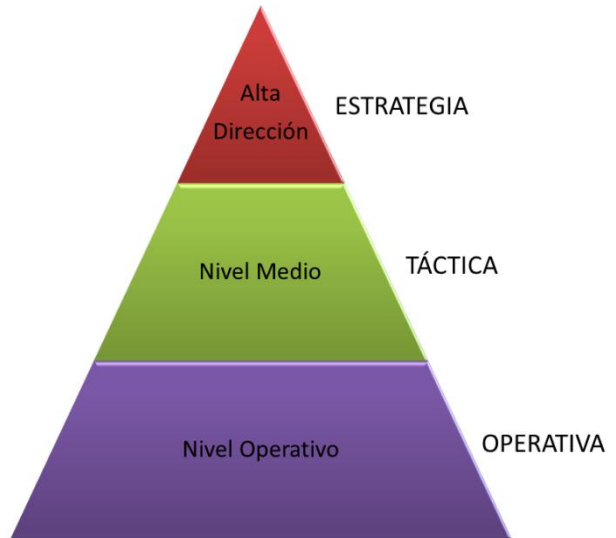 Alta
Dirección
ESTRATEGIA
Nivel Medio
TÁCTICA
Nivel Operativo
OPERATIVA